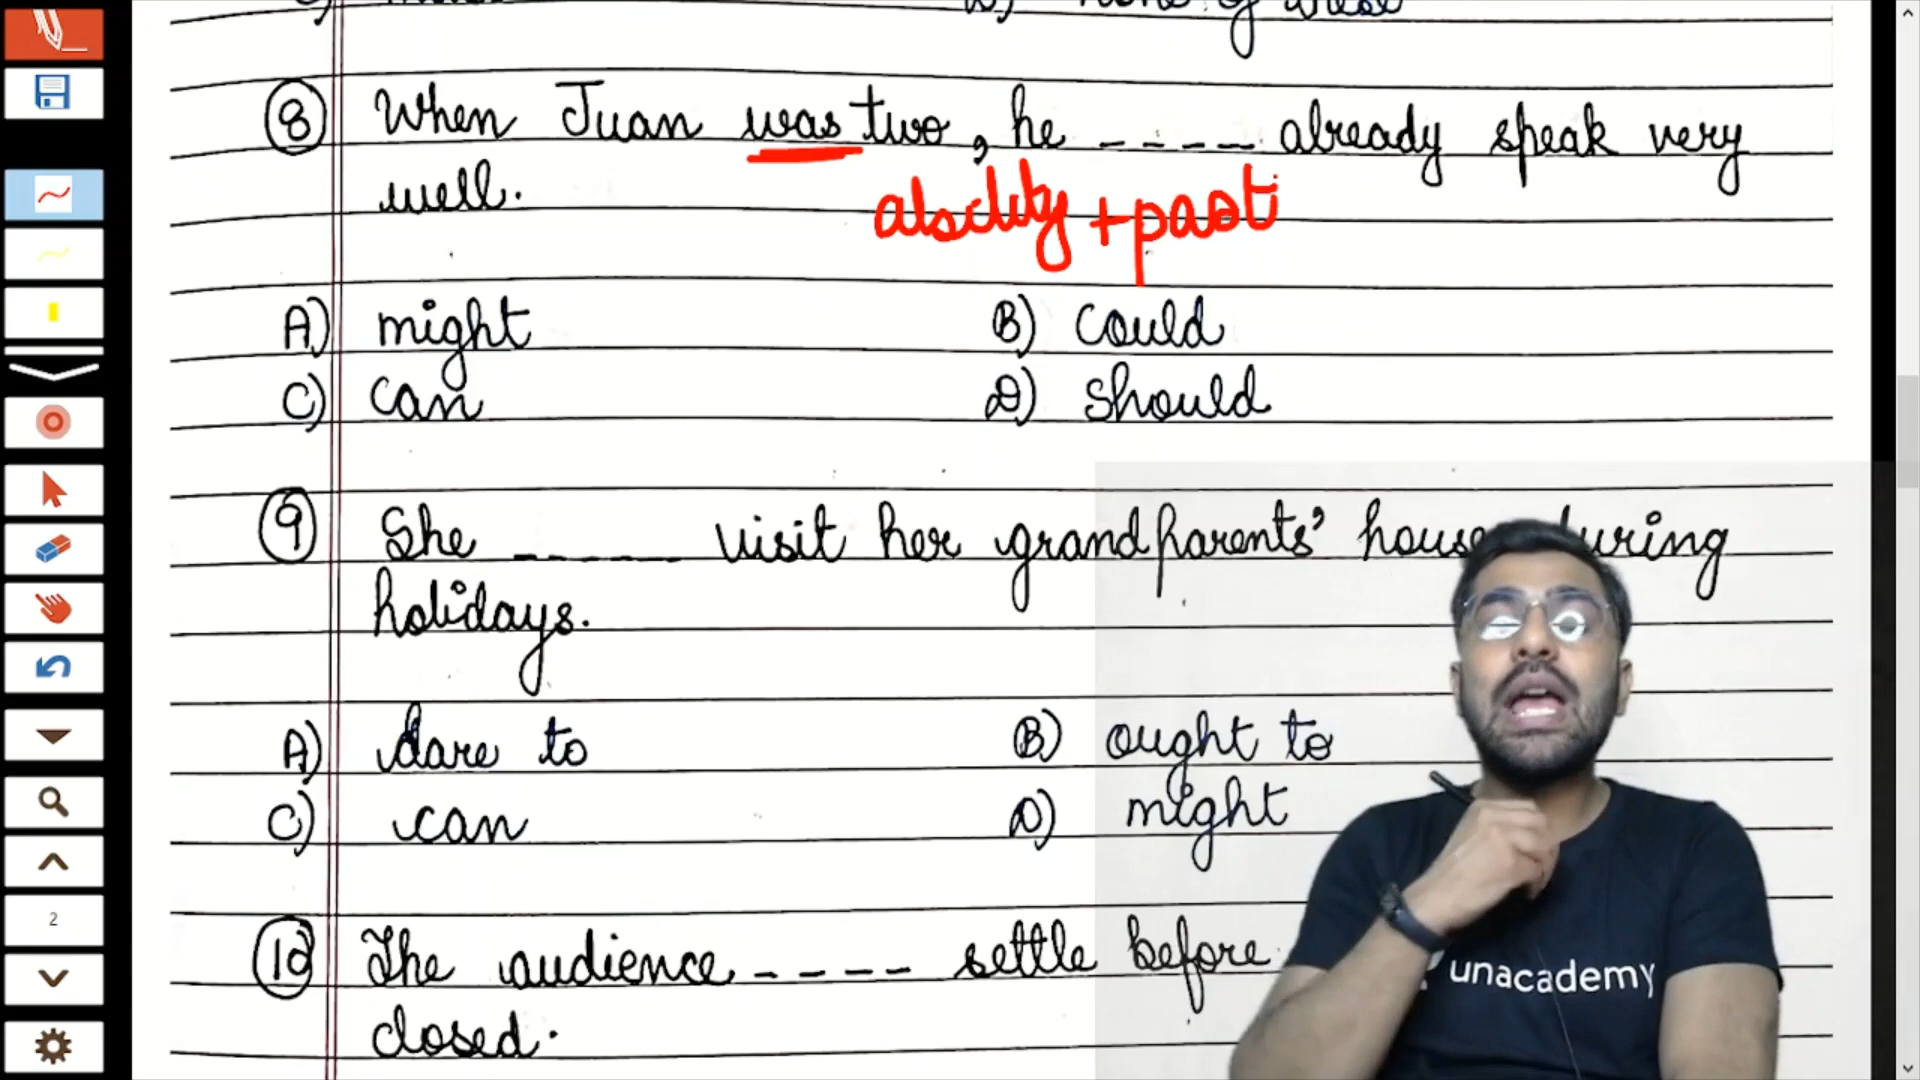 8 When Juan was two, he ---- already speak very
well.
ability + past
A) might B) could
C) can D) should
9 She ------ visit her grandparents' house during
holidays.
A) dare to B) ought to
C) can D) might
2
10 The audience ---- settle before
closed.
unacademy